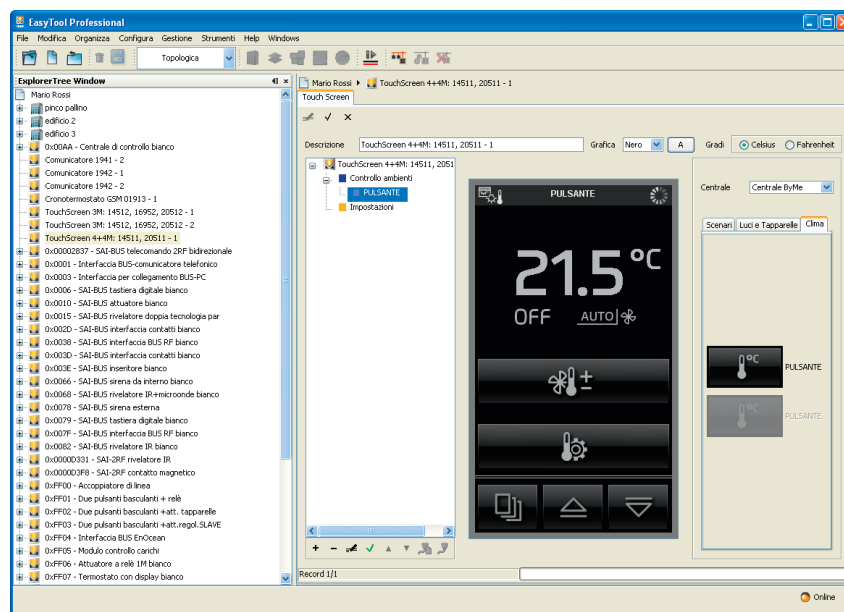 EasyTool Professional
File Modifica Organizza Configura Gestione Strumenti Help Windows
Topologica
ExplorerTree Window
Mario Rossi
pinco pallino
edificio 2
edificio 3
0x00AA - Centrale di controllo bianco
Comunicatore 1941 - 2
Comunicatore 1942 - 1
Comunicatore 1942 - 2
Cronotermostato GSM 01913 - 1
TouchScreen 3M: 14512, 16952, 20512 - 1
TouchScreen 3M: 14512, 16952, 20512 - 2
TouchScreen 4+4M: 14511, 20511 - 1
0x00002837 - SAI-BUS telecomando 2RF bidirezionale
0x0001 - Interfaccia BUS-comunicatore telefonico
0x0003 - Interfaccia per collegamento BUS-PC
0x0006 - SAI-BUS tastiera digitale bianco
0x0010 - SAI-BUS attuatore bianco
0x0015 - SAI-BUS rivelatore doppia tecnologia par
0x002D - SAI-BUS interfaccia contatti bianco
0x0038 - SAI-BUS interfaccia BUS RF bianco
0x003D - SAI-BUS interfaccia contatti bianco
0x003E - SAI-BUS inseritore bianco
0x0066 - SAI-BUS sirena da interno bianco
0x0068 - SAI-BUS rivelatore IR+microonde bianco
0x0078 - SAI-BUS sirena esterna
0x0079 - SAI-BUS tastiera digitale bianco
0x007F - SAI-BUS interfaccia BUS RF bianco
0x0082 - SAI-BUS rivelatore IR bianco
0x0000D331 - SAI-2RF rivelatore IR
0x0000D3F8 - SAI-2RF contatto magnetico
0xFF00 - Accoppiatore di linea
0xFF01 - Due pulsanti basculanti + relè
0xFF02 - Due pulsanti basculanti +att. tapparelle
0xFF03 - Due pulsanti basculanti +att.regol.SLAVE
0xFF04 - Interfaccia BUS EnOcean
0xFF05 - Modulo controllo carichi
0xFF06 - Attuatore a relè 1M bianco
0xFF07 - Termostato con display bianco
Mario Rossi TouchScreen 4+4M: 14511, 20511 - 1
Touch Screen
Descrizione TouchScreen 4+4M: 14511, 20511 - 1 Grafica Nero A Gradi Celsius Fahrenheit
TouchScreen 4+4M: 14511, 2051
Controllo ambienti
PULSANTE
Impostazioni
PULSANTE
21.5°C
OFF AUTO
Centrale Centrale ByMe
Scenari Luci e Tapparelle Clima
°C PULSANTE
°C PULSANTE
Record 1/1
Online